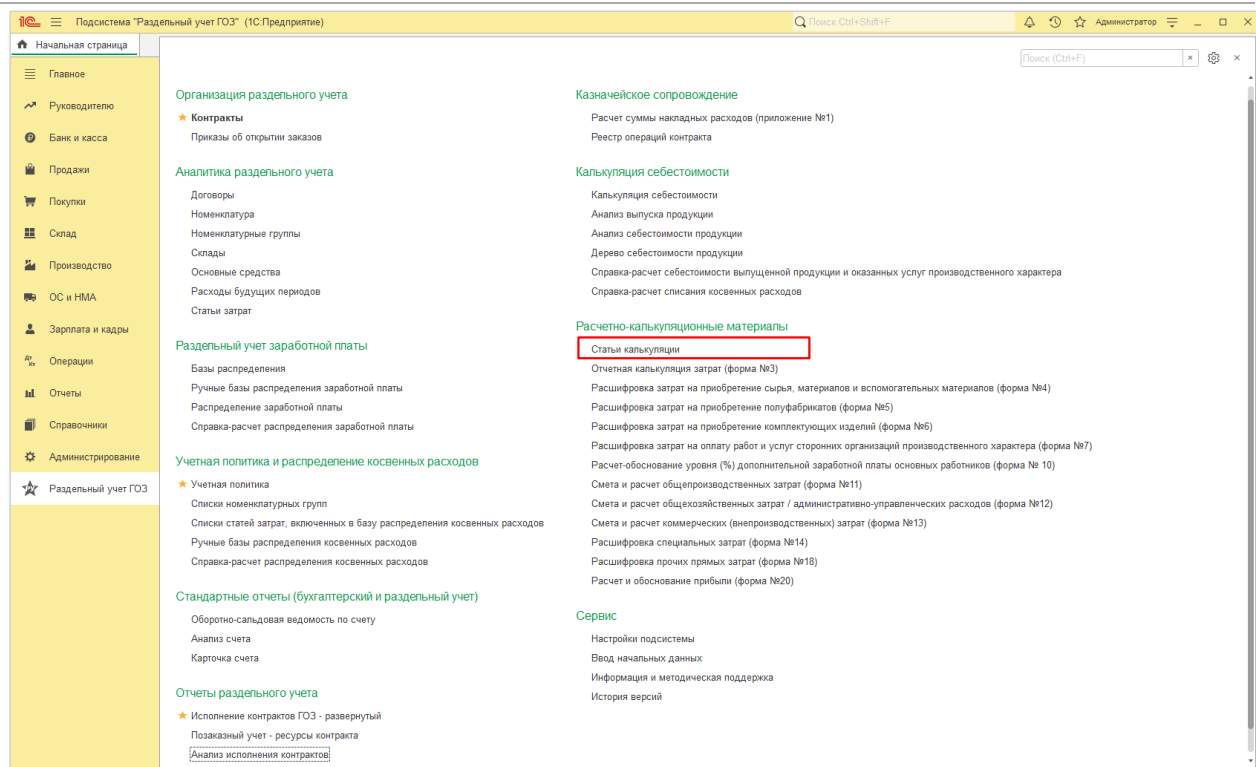 1С Подсистема "Раздельный учет ГОЗ" (1С:Предприятие) Поиск Ctrl+Shift+F Администратор
Начальная страница
Поиск (Ctrl+F)
Главное
Руководителю
Банк и касса
Продажи
Покупки
Склад
Производство
ОС и НМА
Зарплата и кадры
Дт Кт Операции
Отчеты
Справочники
Администрирование
Раздельный учет ГОЗ
Организация раздельного учета
Контракты
Приказы об открытии заказов
Аналитика раздельного учета
Договоры
Номенклатура
Номенклатурные группы
Склады
Основные средства
Расходы будущих периодов
Статьи затрат
Раздельный учет заработной платы
Базы распределения
Ручные базы распределения заработной платы
Распределение заработной платы
Справка-расчет распределения заработной платы
Учетная политика и распределение косвенных расходов
Учетная политика
Списки номенклатурных групп
Списки статей затрат, включенных в базу распределения косвенных расходов
Ручные базы распределения косвенных расходов
Справка-расчет распределения косвенных расходов
Стандартные отчеты (бухгалтерский и раздельный учет)
Оборотно-сальдовая ведомость по счету
Анализ счета
Карточка счета
Отчеты раздельного учета
Исполнение контрактов ГОЗ - развернутый
Позаказный учет - ресурсы контракта
Анализ исполнения контрактов
Казначейское сопровождение
Расчет суммы накладных расходов (приложение №1)
Реестр операций контракта
Калькуляция себестоимости
Калькуляция себестоимости
Анализ выпуска продукции
Анализ себестоимости продукции
Дерево себестоимости продукции
Справка-расчет себестоимости выпущенной продукции и оказанных услуг производственного характера
Справка-расчет списания косвенных расходов
Расчетно-калькуляционные материалы
Статьи калькуляции
Отчетная калькуляция затрат (форма №3)
Расшифровка затрат на приобретение сырья, материалов и вспомогательных материалов (форма №4)
Расшифровка затрат на приобретение полуфабрикатов (форма №5)
Расшифровка затрат на приобретение комплектующих изделий (форма №6)
Расшифровка затрат на оплату работ и услуг сторонних организаций производственного характера (форма №7)
Расчет-обоснование уровня (%) дополнительной заработной платы основных работников (форма № 10)
Смета и расчет общепроизводственных затрат (форма №11)
Смета и расчет общехозяйственных затрат / административно-управленческих расходов (форма №12)
Смета и расчет коммерческих (внепроизводственных) затрат (форма №13)
Расшифровка специальных затрат (форма №14)
Расшифровка прочих прямых затрат (форма №18)
Расчет и обоснование прибыли (форма №20)
Сервис
Настройки подсистемы
Ввод начальных данных
Информация и методическая поддержка
История версий